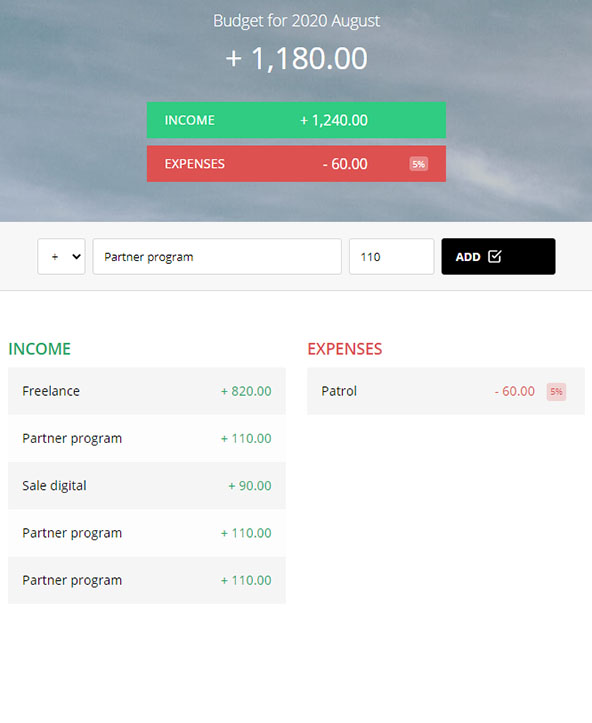 Budget for 2020 August
+ 1,180.00
INCOME + 1,240.00
EXPENSES - 60.00 5%
+ Partner program 110 ADD
INCOME
Freelance + 820.00
Partner program + 110.00
Sale digital + 90.00
Partner program + 110.00
Partner program + 110.00
EXPENSES
Patrol - 60.00 5%